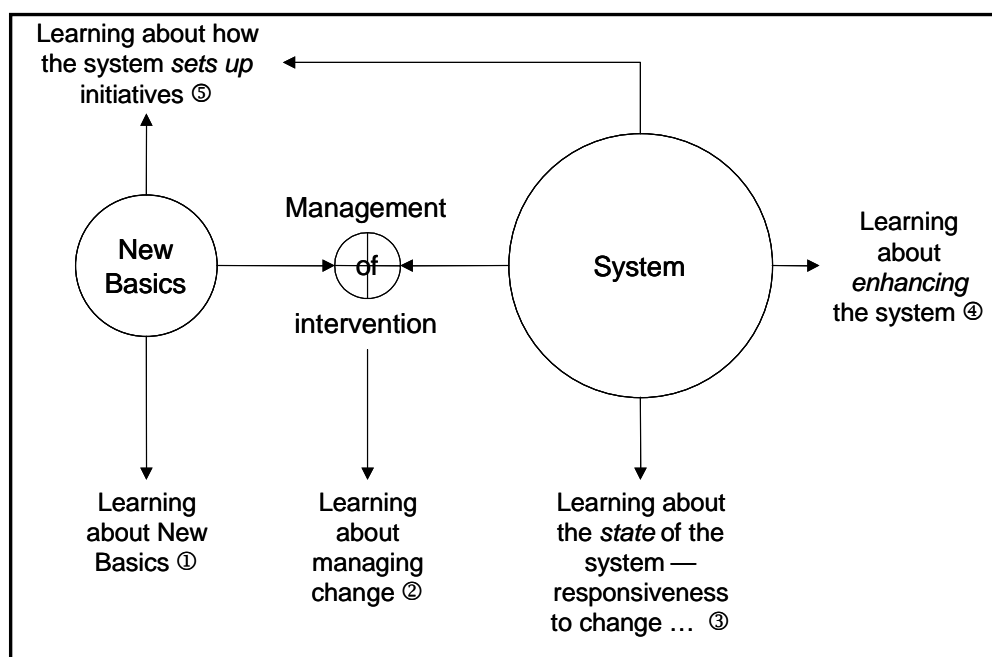 Learning about how
the system sets up
initiatives ⑤
New
Basics
Management
of
intervention
System
Learning
about
enhancing
the system ④
Learning
about New
Basics ①
Learning
about
managing
change ②
Learning about
the state of the
system —
responsiveness
to change … ③